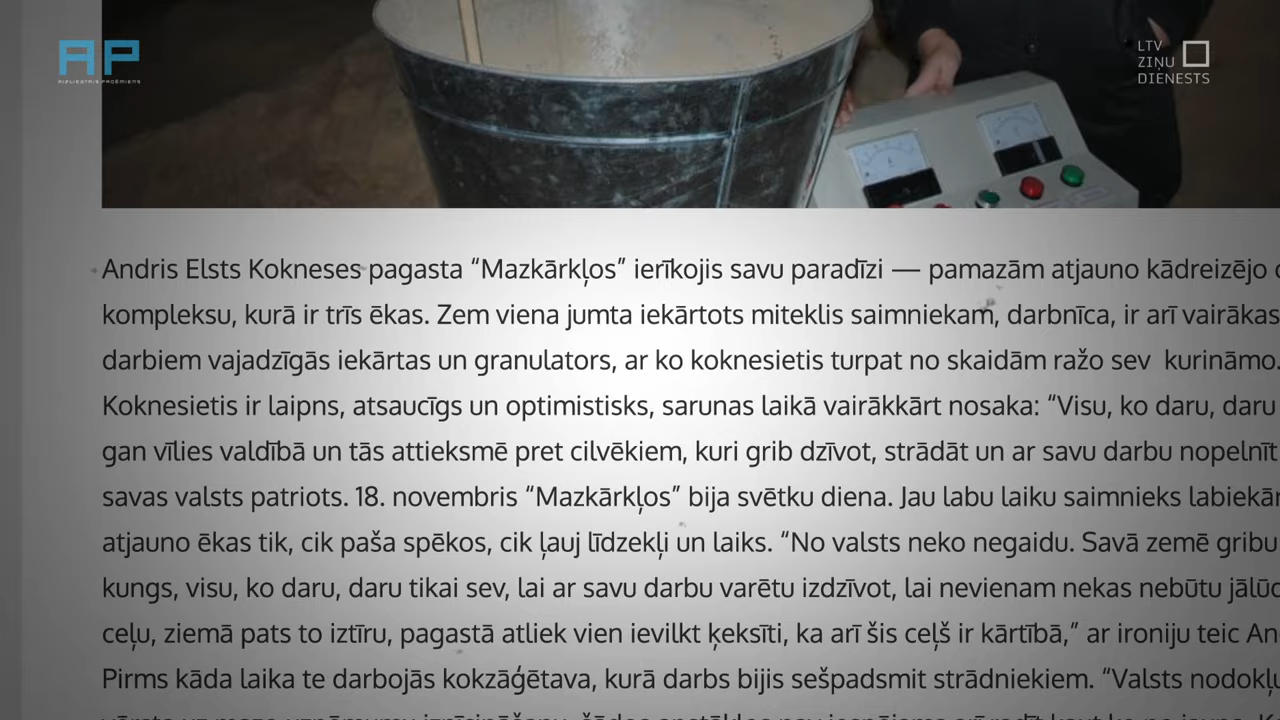 AP
AIZLIEGTAIS PAŅĒMIENS
LTV
ZIŅU
DIENESTS
Andris Elsts Kokneses pagasta “Mazkārkļos” ierīkojis savu paradīzi — pamazām atjauno kādreizējo
kompleksu, kurā ir trīs ēkas. Zem viena jumta iekārtots miteklis saimniekam, darbnīca, ir arī vairākas
darbiem vajadzīgās iekārtas un granulators, ar ko koknesietis turpat no skaidām ražo sev kurināmo.
Koknesietis ir laipns, atsaucīgs un optimistisks, sarunas laikā vairākkārt nosaka: “Visu, ko daru, daru
gan vīlies valdībā un tās attieksmē pret cilvēkiem, kuri grib dzīvot, strādāt un ar savu darbu nopelnīt
savas valsts patriots. 18. novembris “Mazkārkļos” bija svētku diena. Jau labu laiku saimnieks
atjauno ēkas tik, cik paša spēkos, cik ļauj līdzekļi un laiks. “No valsts neko negaidu. Savā zemē gribu
kungs, visu, ko daru, daru tikai sev, lai ar savu darbu varētu izdzīvot, lai nevienam nekas nebūtu
ceļu, ziemā pats to iztīru, pagastā atliek vien ievilkt ķeksīti, ka arī šis ceļš ir kārtībā,” ar ironiju teic
Pirms kāda laika te darbojās kokzāģētava, kurā darbs bijis sešpadsmit strādniekiem. “Valsts